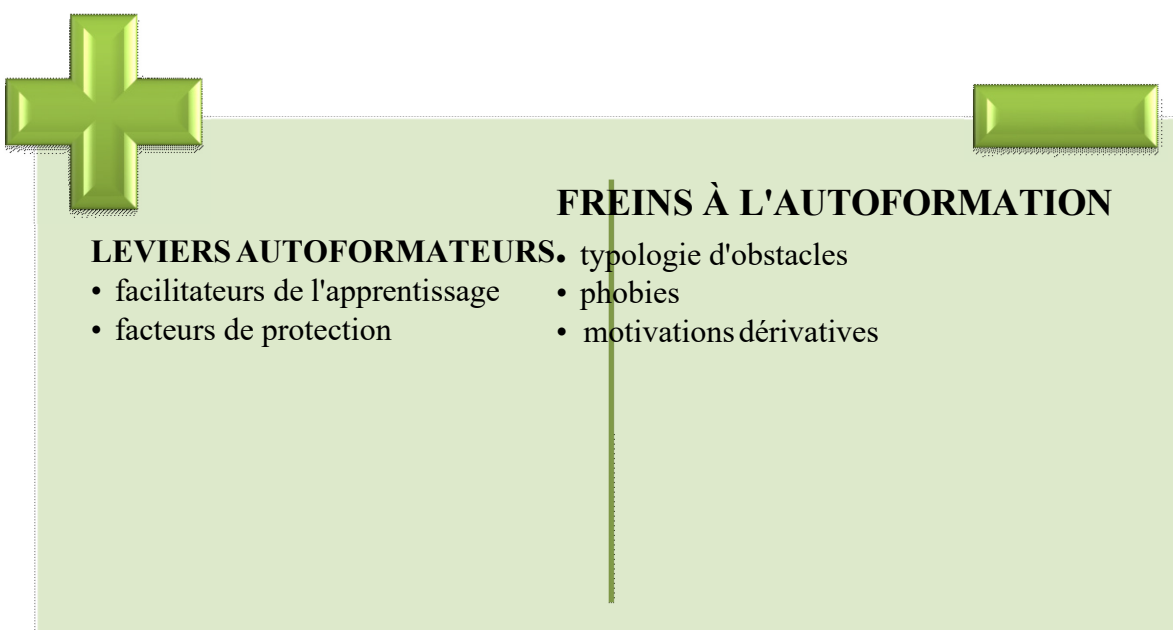 LEVIERS AUTOFORMATEURS
• facilitateurs de l'apprentissage
• facteurs de protection
FREINS À L'AUTOFORMATION
• typologie d'obstacles
• phobies
• motivations dérivatives